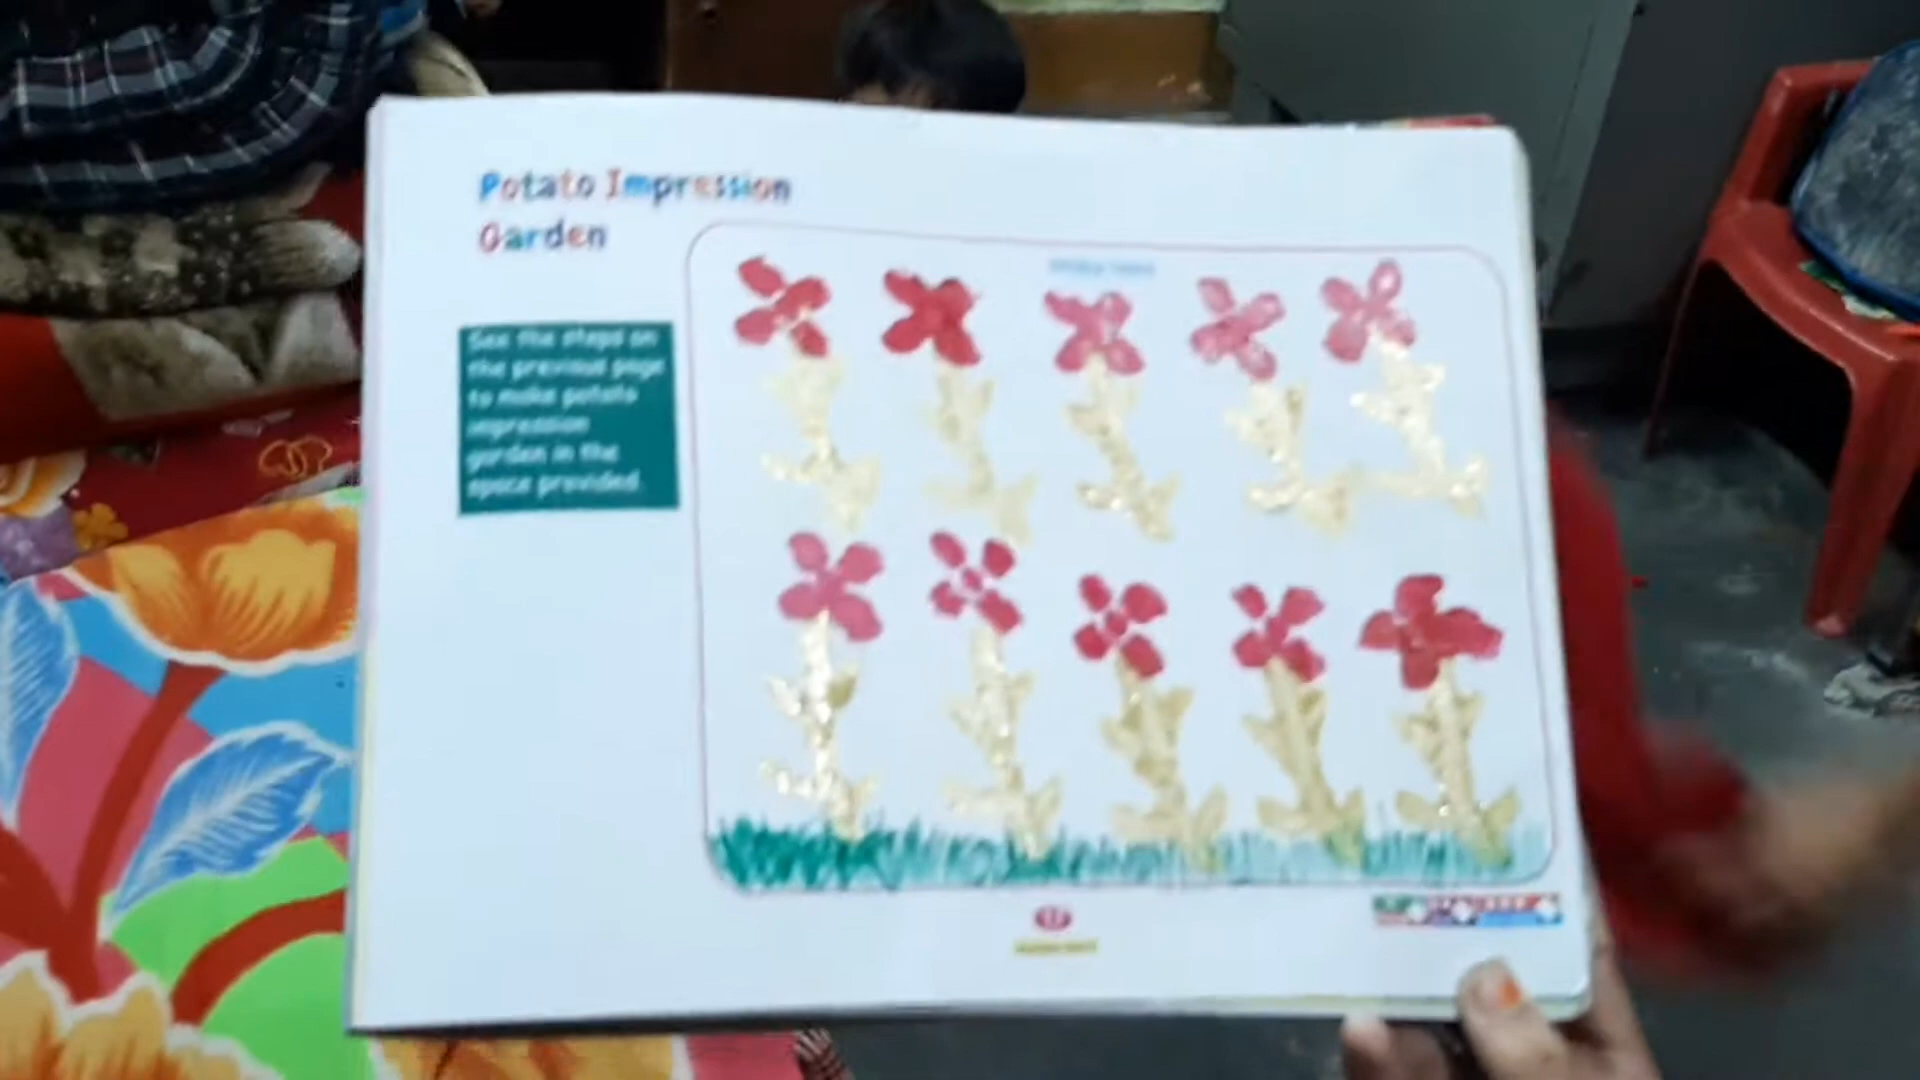 Potato Impression
Garden
See the steps on
the previous page
to make potato
impression
garden in the
space provided.
17